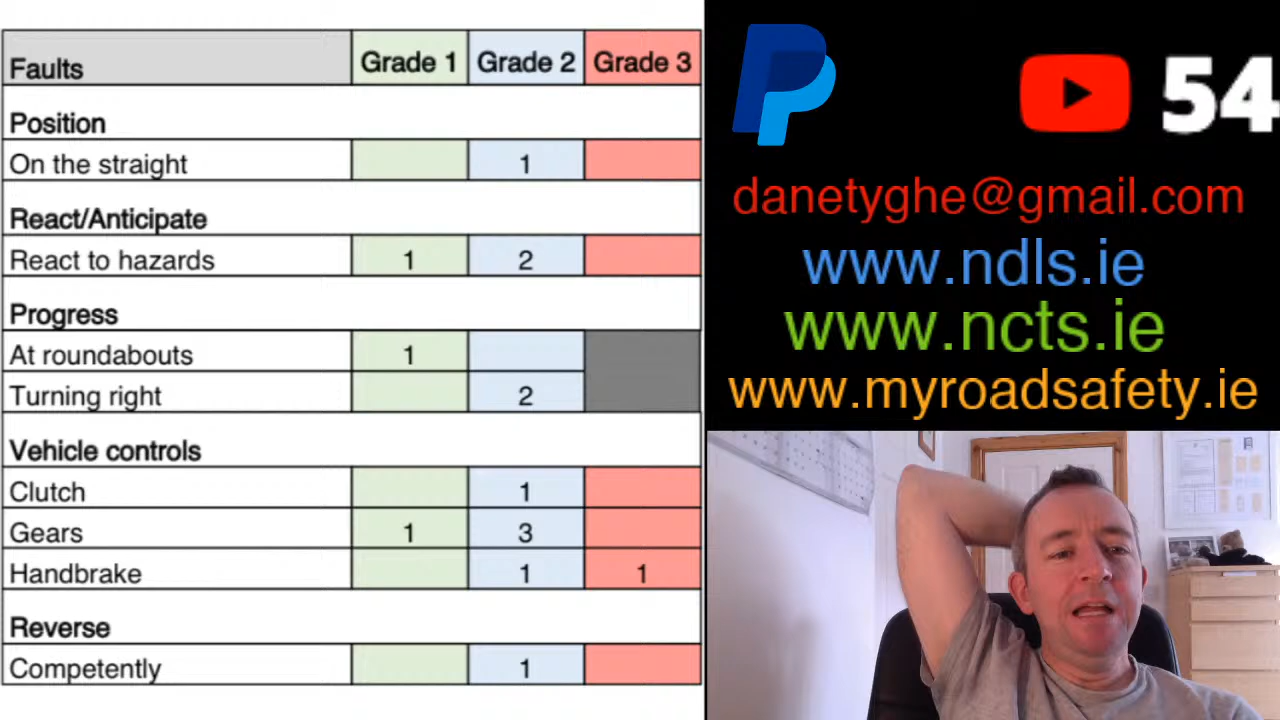 Faults Grade 1 Grade 2 Grade 3
Position
On the straight 1
React/Anticipate
React to hazards 1 2
Progress
At roundabouts 1
Turning right 2
Vehicle controls
Clutch 1
Gears 1 3
Handbrake 1 1
Reverse
Competently 1
54
danetyghe@gmail.com
www.ndls.ie
www.ncts.ie
www.myroadsafety.ie